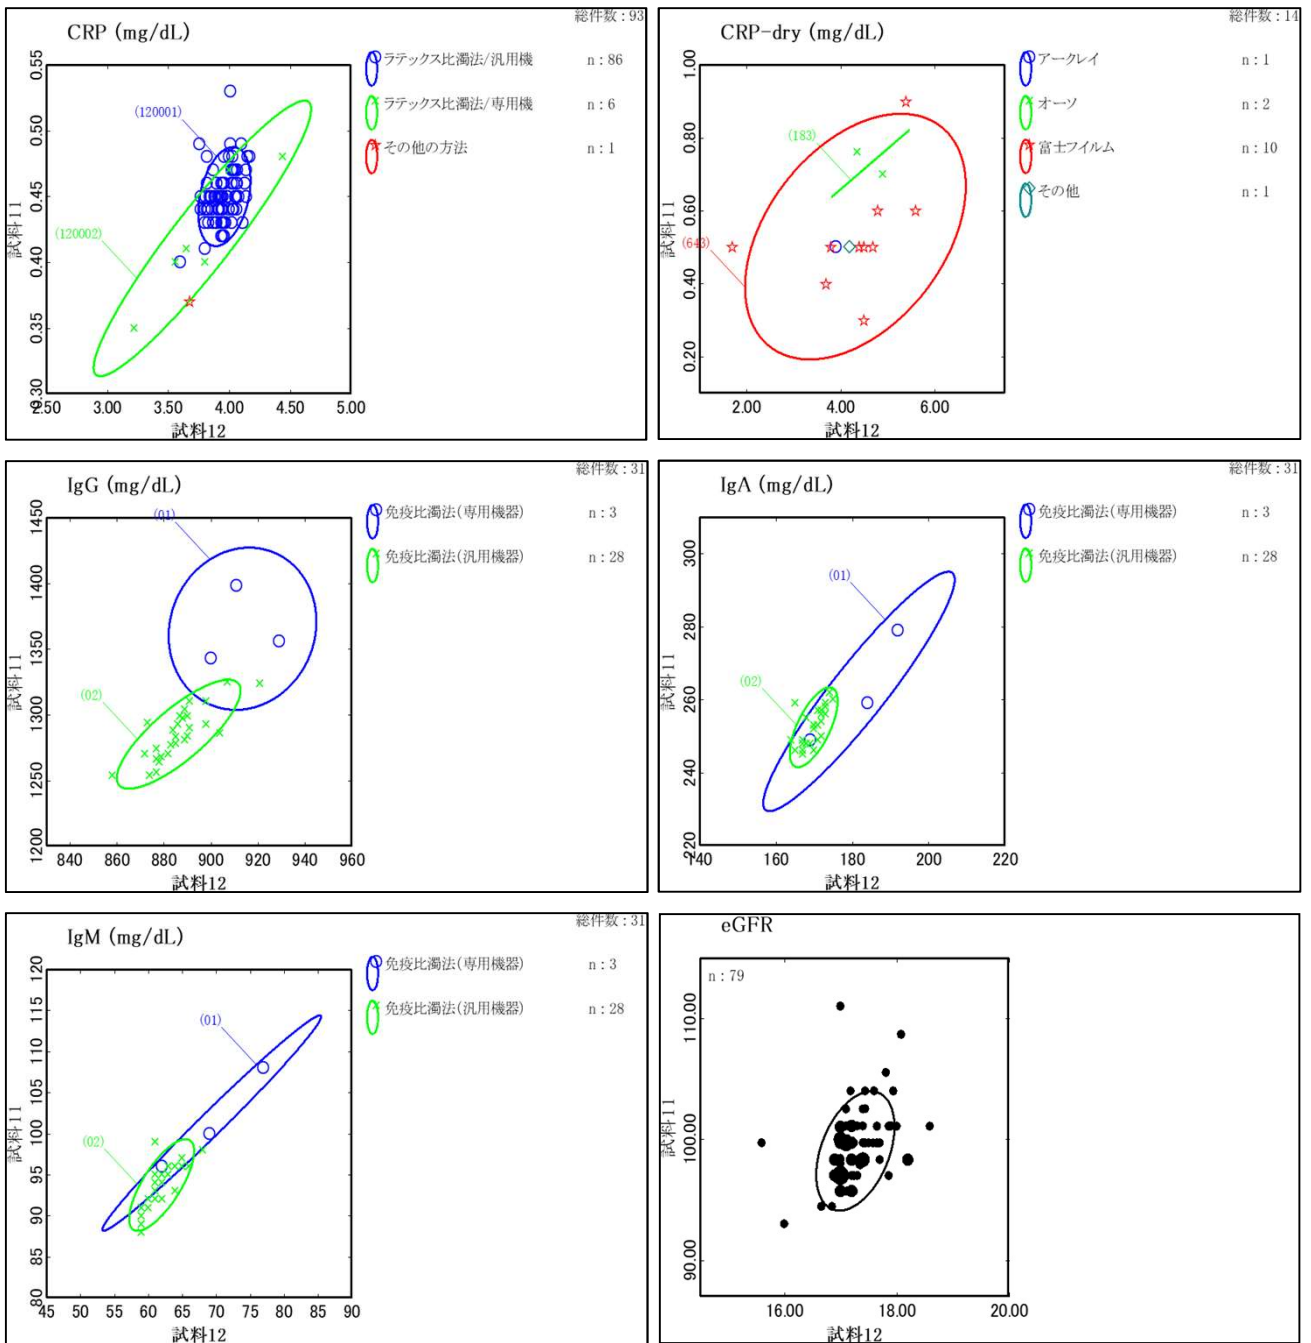 総件数：93
CRP (mg/dL)
ラテックス比濁法/汎用機 n：86
ラテックス比濁法/専用機 n：6
その他の方法 n：1
(120001)
(120002)
0.55
0.50
0.45
0.40
0.35
0.30
試料11
2.50 3.00 3.50 4.00 4.50 5.00
試料12
総件数：14
CRP-dry (mg/dL)
アークレイ n：1
オーソ n：2
富士フイルム n：10
その他 n：1
(183)
(643)
1.00
0.80
0.60
0.40
0.20
試料11
2.00 4.00 6.00
試料12
総件数：31
IgG (mg/dL)
免疫比濁法(専用機器) n：3
免疫比濁法(汎用機器) n：28
(01)
(02)
1450
1400
1350
1300
1250
1200
試料11
840 860 880 900 920 940 960
試料12
総件数：31
IgA (mg/dL)
免疫比濁法(専用機器) n：3
免疫比濁法(汎用機器) n：28
(01)
(02)
300
280
260
240
220
試料11
140 160 180 200 220
試料12
総件数：31
IgM (mg/dL)
免疫比濁法(専用機器) n：3
免疫比濁法(汎用機器) n：28
(01)
(02)
120
115
110
105
100
95
90
85
80
試料11
45 50 55 60 65 70 75 80 85 90
試料12
eGFR
n：79
110.00
100.00
90.00
試料11
16.00 18.00 20.00
試料12